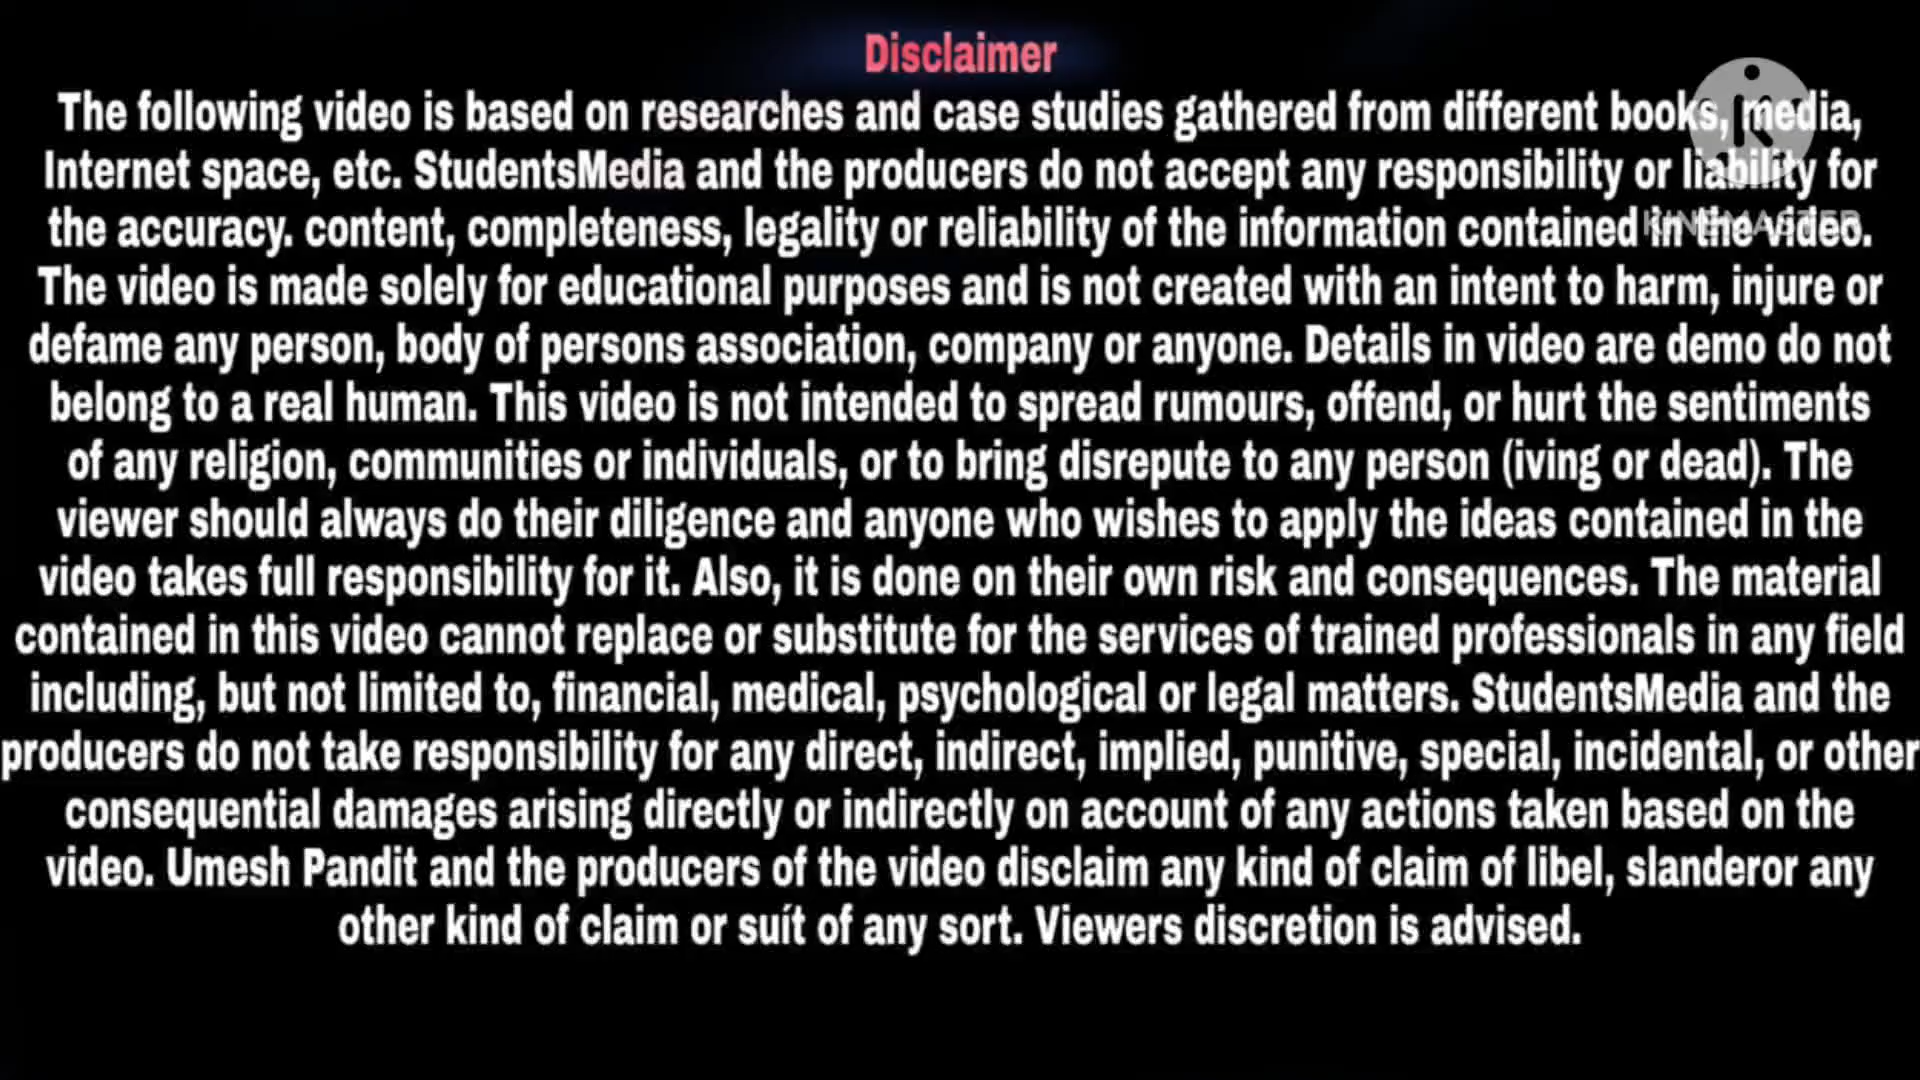 Disclaimer
The following video is based on researches and case studies gathered from different books, media,
Internet space, etc. StudentsMedia and the producers do not accept any responsibility or liability for
the accuracy. content, completeness, legality or reliability of the information contained in the video.
KINEMASTER
The video is made solely for educational purposes and is not created with an intent to harm, injure or
defame any person, body of persons association, company or anyone. Details in video are demo do not
belong to a real human. This video is not intended to spread rumours, offend, or hurt the sentiments
of any religion, communities or individuals, or to bring disrepute to any person (iving or dead). The
viewer should always do their diligence and anyone who wishes to apply the ideas contained in the
video takes full responsibility for it. Also, it is done on their own risk and consequences. The material
contained in this video cannot replace or substitute for the services of trained professionals in any field
including, but not limited to, financial, medical, psychological or legal matters. StudentsMedia and the
producers do not take responsibility for any direct, indirect, implied, punitive, special, incidental, or other
consequential damages arising directly or indirectly on account of any actions taken based on the
video. Umesh Pandit and the producers of the video disclaim any kind of claim of libel, slanderor any
other kind of claim or suít of any sort. Viewers discretion is advised.